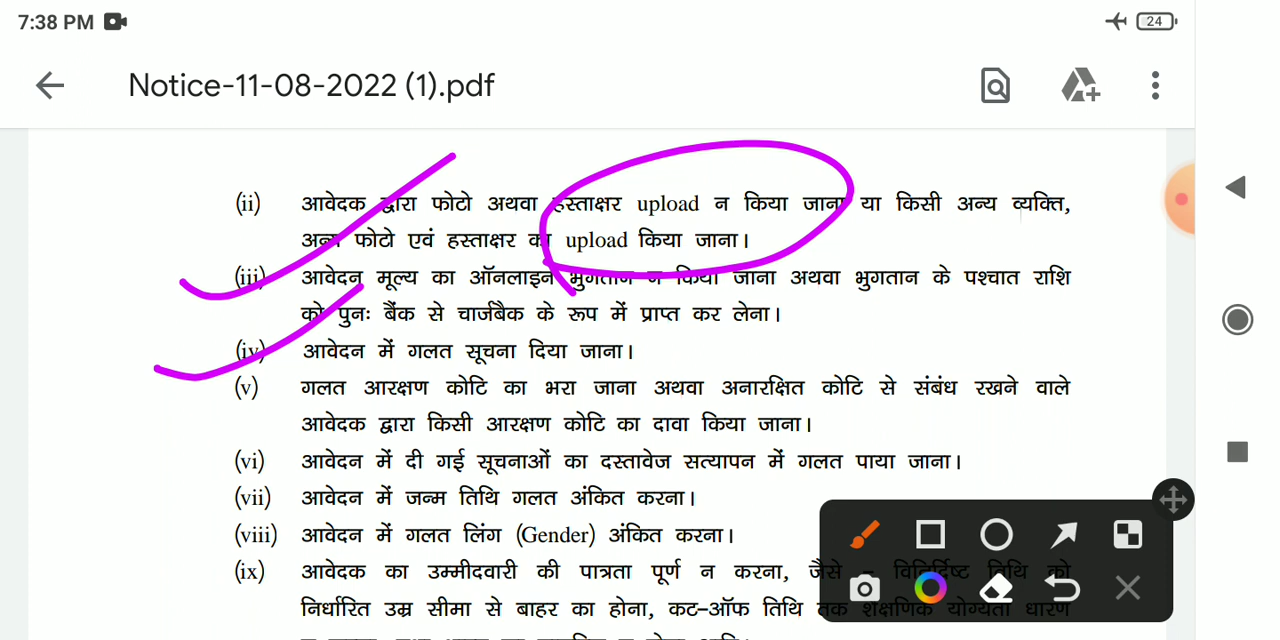 7:38 PM
24
Notice-11-08-2022 (1).pdf
(ii) आवेदक द्वारा फोटो अथवा हस्ताक्षर upload न किया जाना या किसी अन्य व्यक्ति,
अन्य फोटो एवं हस्ताक्षर का upload किया जाना।
(iii) आवेदन मूल्य का ऑनलाइन भुगतान न किया जाना अथवा भुगतान के पश्चात राशि
को पुनः बैंक से चार्जबैक के रूप में प्राप्त कर लेना।
(iv) आवेदन में गलत सूचना दिया जाना।
(v) गलत आरक्षण कोटि का भरा जाना अथवा अनारक्षित कोटि से संबंध रखने वाले
आवेदक द्वारा किसी आरक्षण कोटि का दावा किया जाना।
(vi) आवेदन में दी गई सूचनाओं का दस्तावेज सत्यापन में गलत पाया जाना।
(vii) आवेदन में जन्म तिथि गलत अंकित करना।
(viii) आवेदन में गलत लिंग (Gender) अंकित करना।
(ix) आवेदक का उम्मीदवारी की पात्रता पूर्ण न करना, जैसे – विनिर्दिष्ट तिथि को
निर्धारित उम्र सीमा से बाहर का होना, कट–ऑफ तिथि तक शैक्षणिक योग्यता धारण